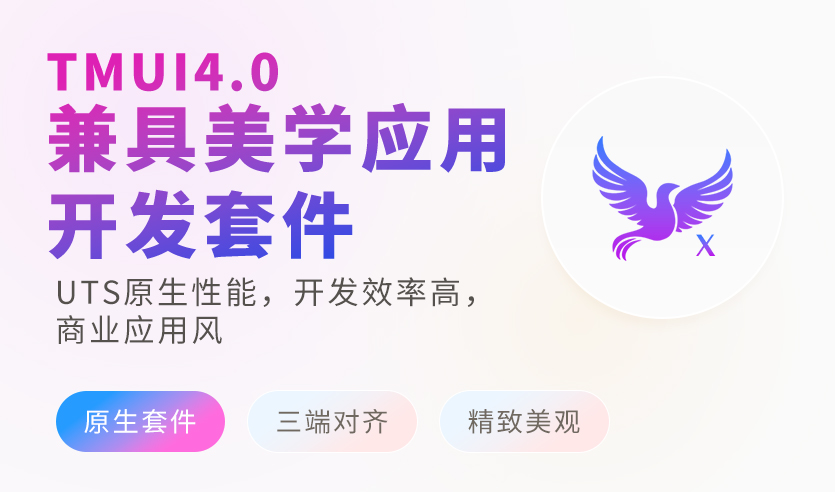 TMUI4.0
兼具美学应用
开发套件
UTS原生性能，开发效率高，
商业应用风
X
原生套件
三端对齐
精致美观